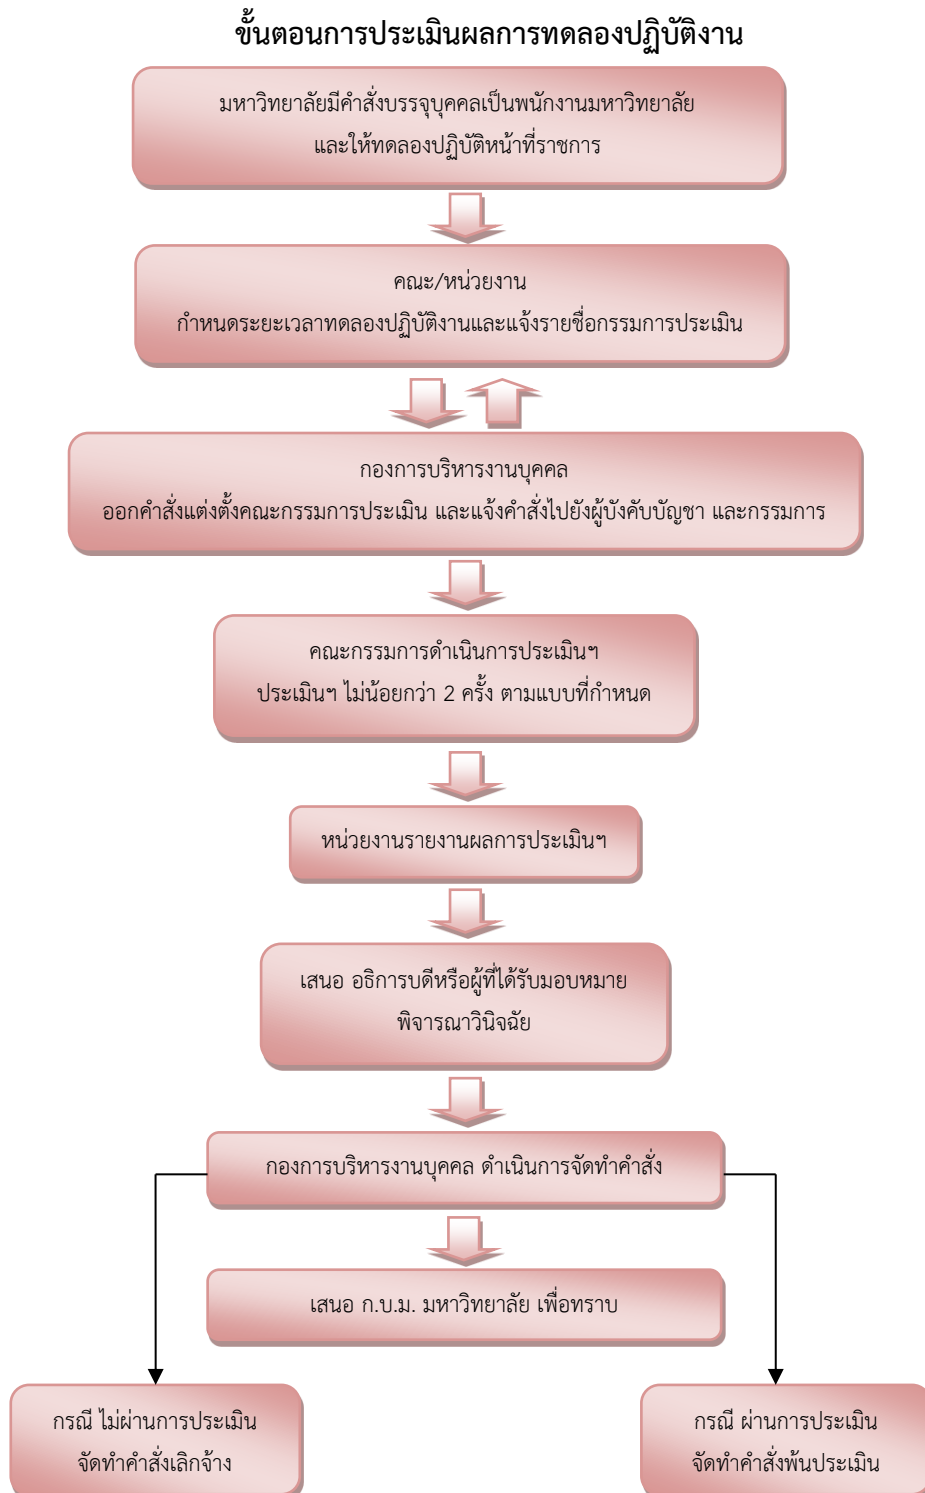 ขั้นตอนการประเมินผลการทดลองปฏิบัติงาน
มหาวิทยาลัยมีคำสั่งบรรจุบุคคลเป็นพนักงานมหาวิทยาลัย
และให้ทดลองปฏิบัติหน้าที่ราชการ
คณะ/หน่วยงาน
กำหนดระยะเวลาทดลองปฏิบัติงานและแจ้งรายชื่อกรรมการประเมิน
กองการบริหารงานบุคคล
ออกคำสั่งแต่งตั้งคณะกรรมการประเมิน และแจ้งคำสั่งไปยังผู้บังคับบัญชา และกรรมการ
คณะกรรมการดำเนินการประเมินฯ
ประเมินฯ ไม่น้อยกว่า 2 ครั้ง ตามแบบที่กำหนด
หน่วยงานรายงานผลการประเมินฯ
เสนอ อธิการบดีหรือผู้ที่ได้รับมอบหมาย
พิจารณาวินิจฉัย
กองการบริหารงานบุคคล ดำเนินการจัดทำคำสั่ง
เสนอ ก.บ.ม. มหาวิทยาลัย เพื่อทราบ
กรณี ไม่ผ่านการประเมิน
จัดทำคำสั่งเลิกจ้าง
กรณี ผ่านการประเมิน
จัดทำคำสั่งพ้นประเมิน